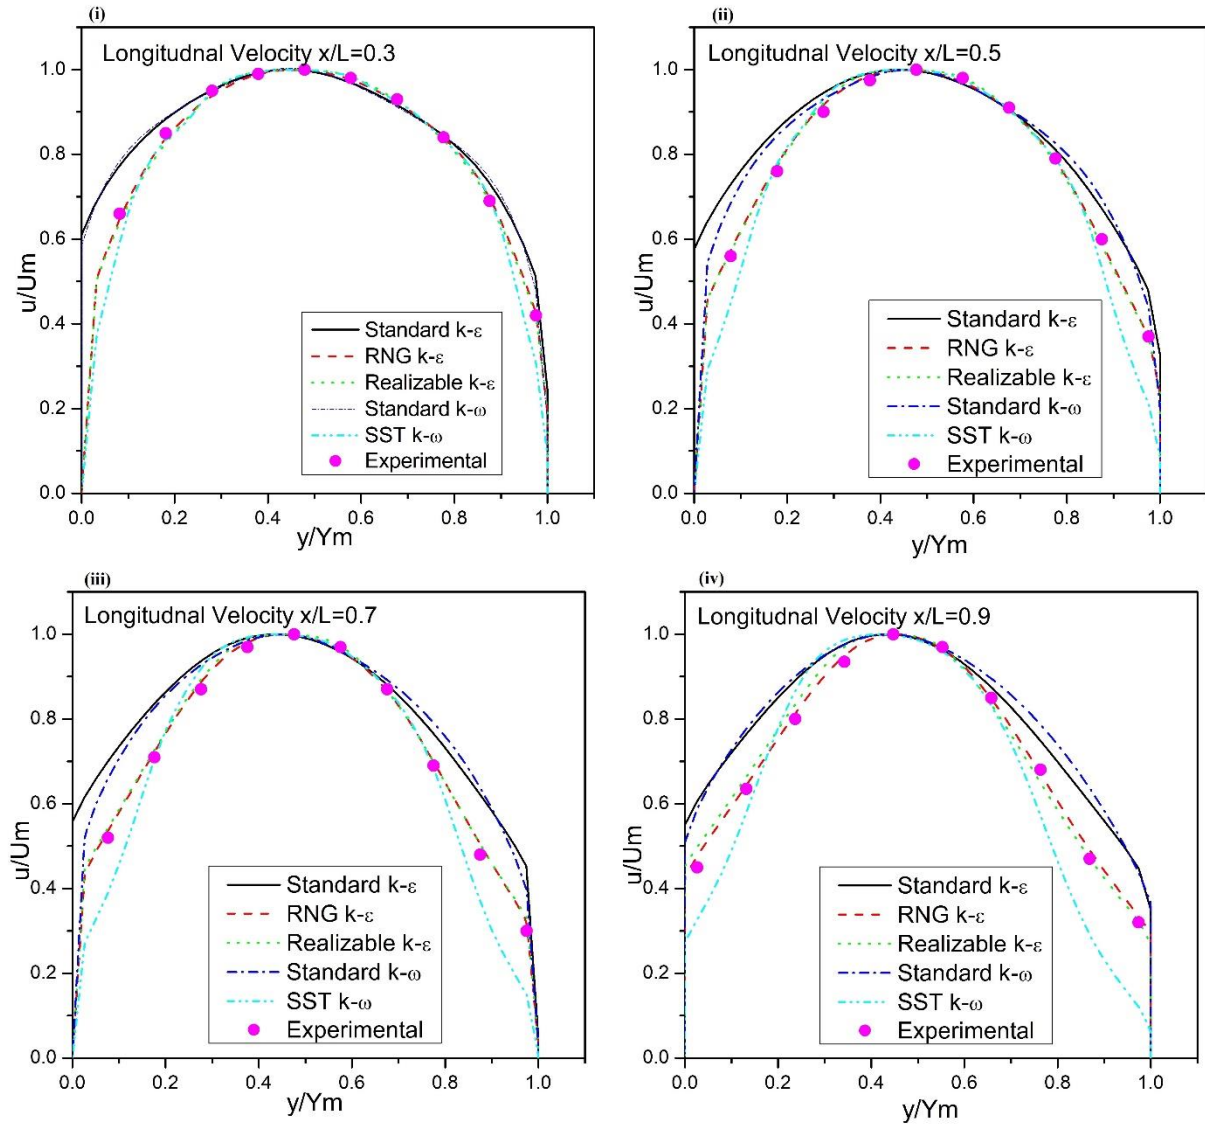 (i)
Longitudnal Velocity x/L=0.3
1.0
0.8
0.6
0.4
0.2
0.0
u/Um
Standard k-ε
RNG k-ε
Realizable k-ε
Standard k-ω
SST k-ω
Experimental
0.0 0.2 0.4 0.6 0.8 1.0
y/Ym
(ii)
Longitudnal Velocity x/L=0.5
1.0
0.8
0.6
0.4
0.2
0.0
u/Um
Standard k-ε
RNG k-ε
Realizable k-ε
Standard k-ω
SST k-ω
Experimental
0.0 0.2 0.4 0.6 0.8 1.0
y/Ym
(iii)
Longitudnal Velocity x/L=0.7
1.0
0.8
0.6
0.4
0.2
0.0
u/Um
Standard k-ε
RNG k-ε
Realizable k-ε
Standard k-ω
SST k-ω
Experimental
0.0 0.2 0.4 0.6 0.8 1.0
y/Ym
(iv)
Longitudnal Velocity x/L=0.9
1.0
0.8
0.6
0.4
0.2
0.0
u/Um
Standard k-ε
RNG k-ε
Realizable k-ε
Standard k-ω
SST k-ω
Experimental
0.0 0.2 0.4 0.6 0.8 1.0
y/Ym